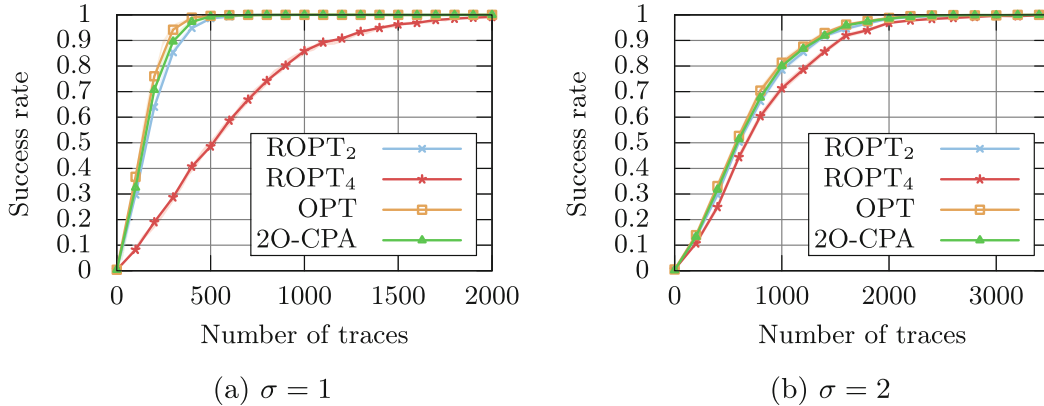 1
0.9
0.8
0.7
0.6
0.5
0.4
0.3
0.2
0.1
0
Success rate
ROPT₂
ROPT₄
OPT
2O-CPA
0 500 1000 1500 2000
Number of traces
(a) σ = 1
1
0.9
0.8
0.7
0.6
0.5
0.4
0.3
0.2
0.1
0
Success rate
ROPT₂
ROPT₄
OPT
2O-CPA
0 1000 2000 3000
Number of traces
(b) σ = 2